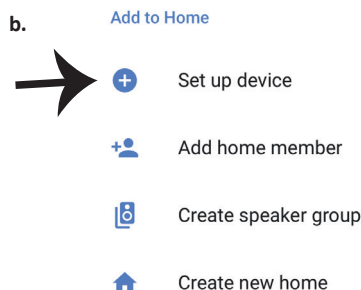 b.
Add to Home
Set up device
Add home member
Create speaker group
Create new home